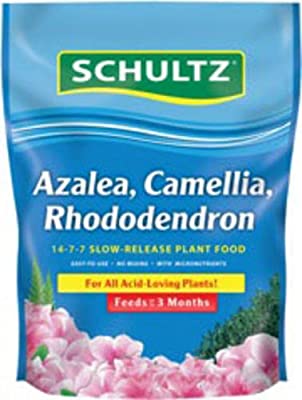 SCHULTZ®
Azalea, Camellia,
Rhododendron
14-7-7 SLOW-RELEASE PLANT FOOD
EASY-TO-USE • NO MIXING • WITH MICRONUTRIENTS
For All Acid-Loving Plants!
Feeds 3 Months